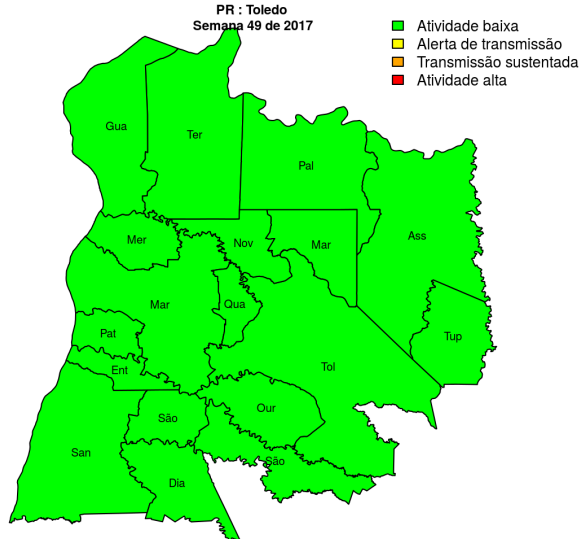 PR : Toledo
Semana 49 de 2017
Atividade baixa
Alerta de transmissão
Transmissão sustentada
Atividade alta
Gua
Ter
Pal
Mer
Nov
Mar
Ass
Mar
Qua
Pat
Tup
Ent
Tol
São
Our
San
São
Dia